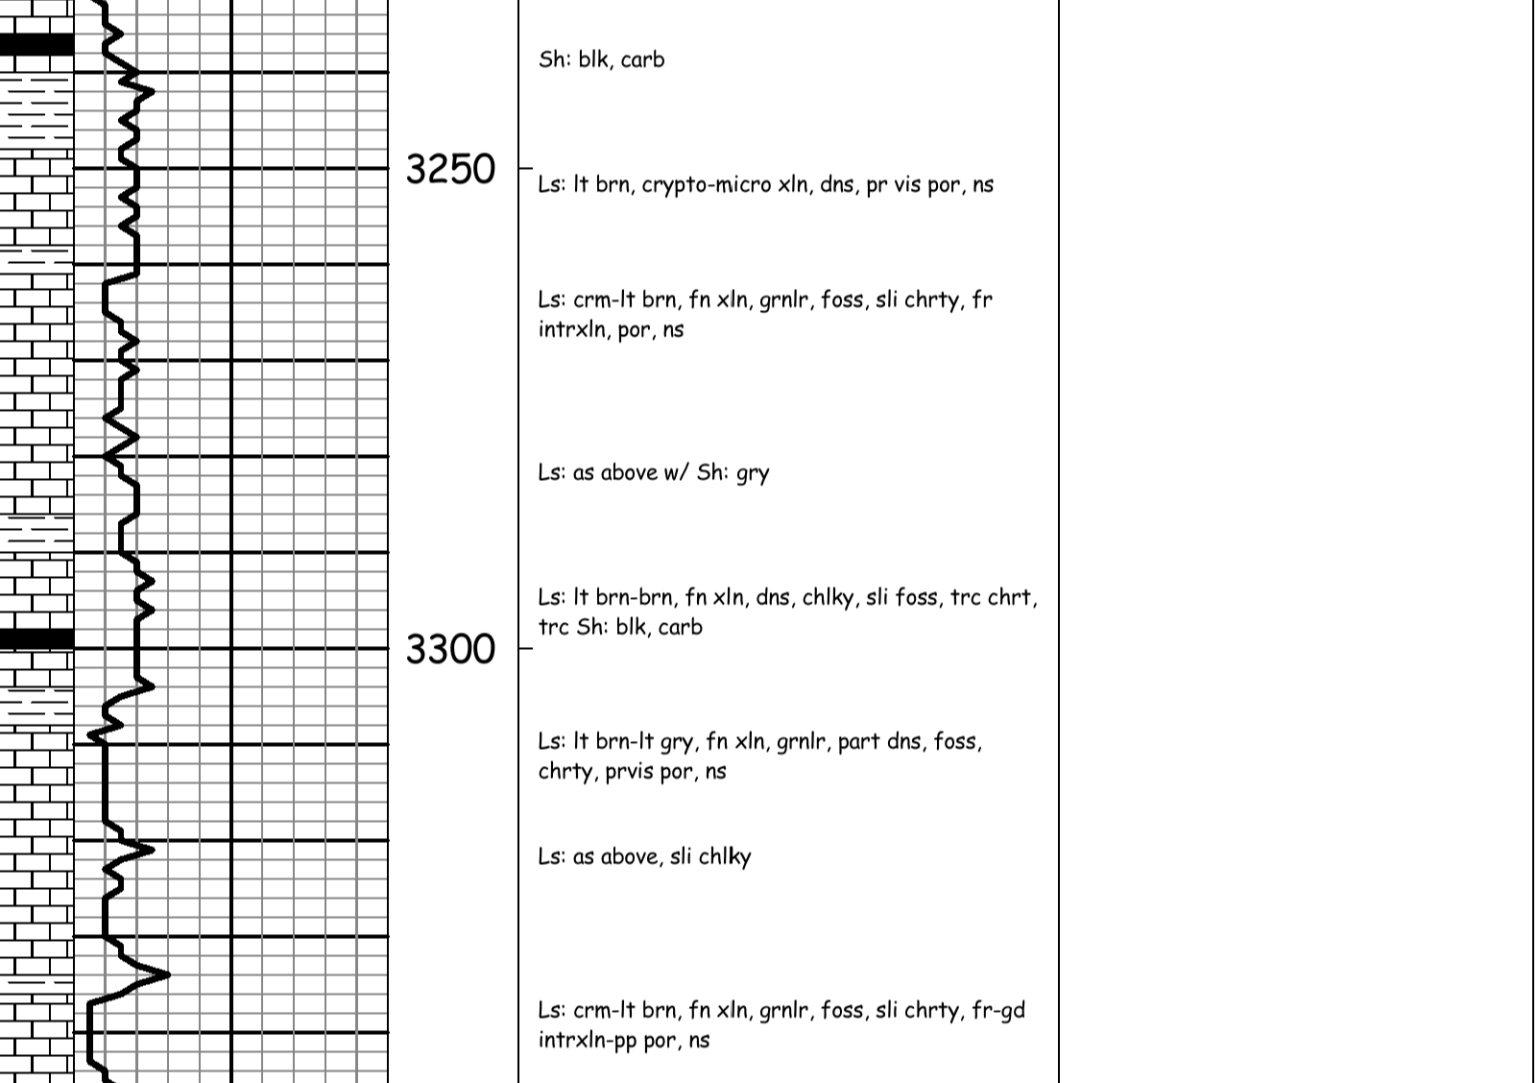 Sh: blk, carb
3250
Ls: lt brn, crypto-micro xln, dns, pr vis por, ns
Ls: crm-lt brn, fn xln, grnlr, foss, sli chrty, fr
intrxln, por, ns
Ls: as above w/ Sh: gry
Ls: lt brn-brn, fn xln, dns, chlky, sli foss, trc chrt,
trc Sh: blk, carb
3300
Ls: lt brn-lt gry, fn xln, grnlr, part dns, foss,
chrty, prvis por, ns
Ls: as above, sli chlky
Ls: crm-lt brn, fn xln, grnlr, foss, sli chrty, fr-gd
intrxln-pp por, ns